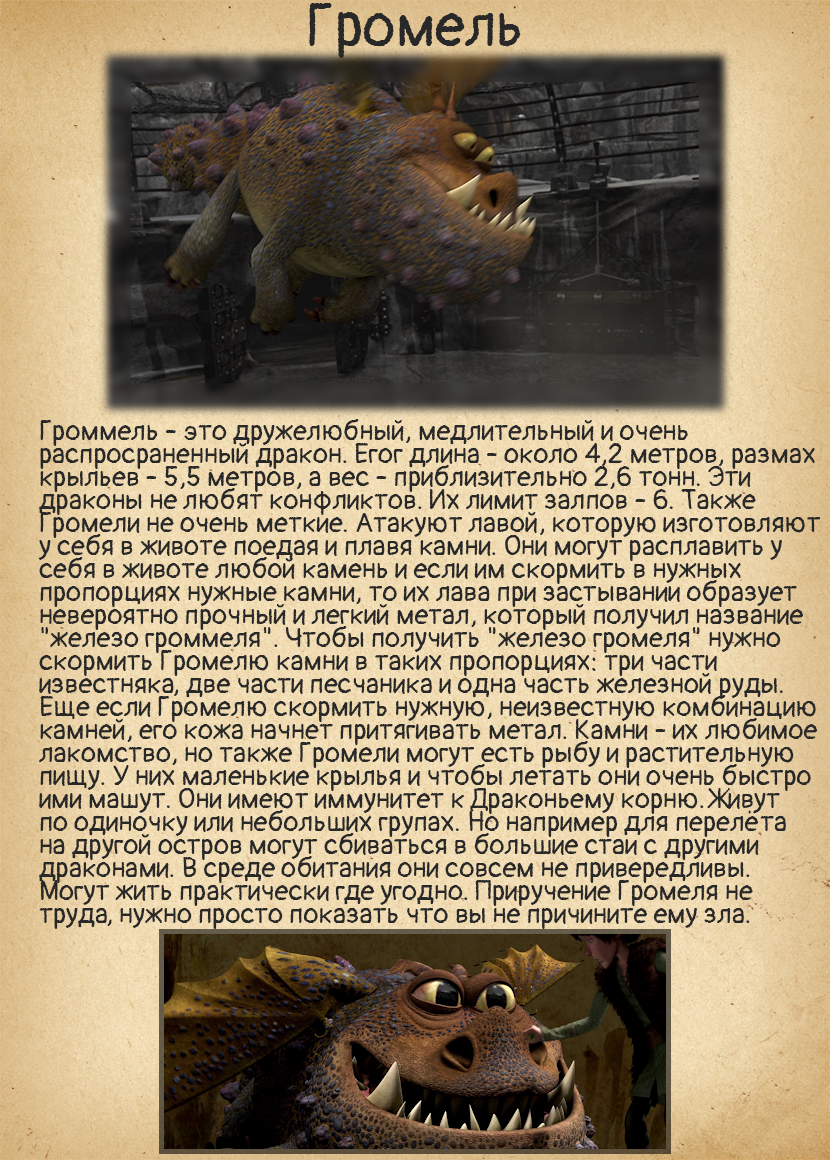 Громель
Громмель – это дружелюбный, медлительный и очень
распросраненный дракон. Егог длина – около 4,2 метров, размах
крыльев – 5,5 метров, а вес – приблизительно 2,6 тонн. Эти
драконы не любят конфликтов. Их лимит залпов – 6. Также
Громели не очень меткие. Атакуют лавой, которую изготовляют
у себя в животе поедая и плавя камни. Они могут расплавить у
себя в животе любой камень и если им скормить в нужных
пропорциях нужные камни, то их лава при застывании образует
невероятно прочный и легкий метал, который получил название
"железо громмеля". Чтобы получить "железо громеля" нужно
скормить Громелю камни в таких пропорциях: три части
известняка, две части песчаника и одна часть железной руды.
Еще если Громелю скормить нужную, неизвестную комбинацию
камней, его кожа начнет притягивать метал. Камни – их любимое
лакомство, но также Громели могут есть рыбу и растительную
пищу. У них маленькие крылья и чтобы летать они очень быстро
ими машут. Они имеют иммунитет к Драконьему корню. Живут
по одиночку или небольших групах. Но например для перелёта
на другой остров могут сбиваться в большие стаи с другими
драконами. В среде обитания они совсем не привередливы.
Могут жить практически где угодно. Приручение Громеля не
труда, нужно просто показать что вы не причините ему зла.